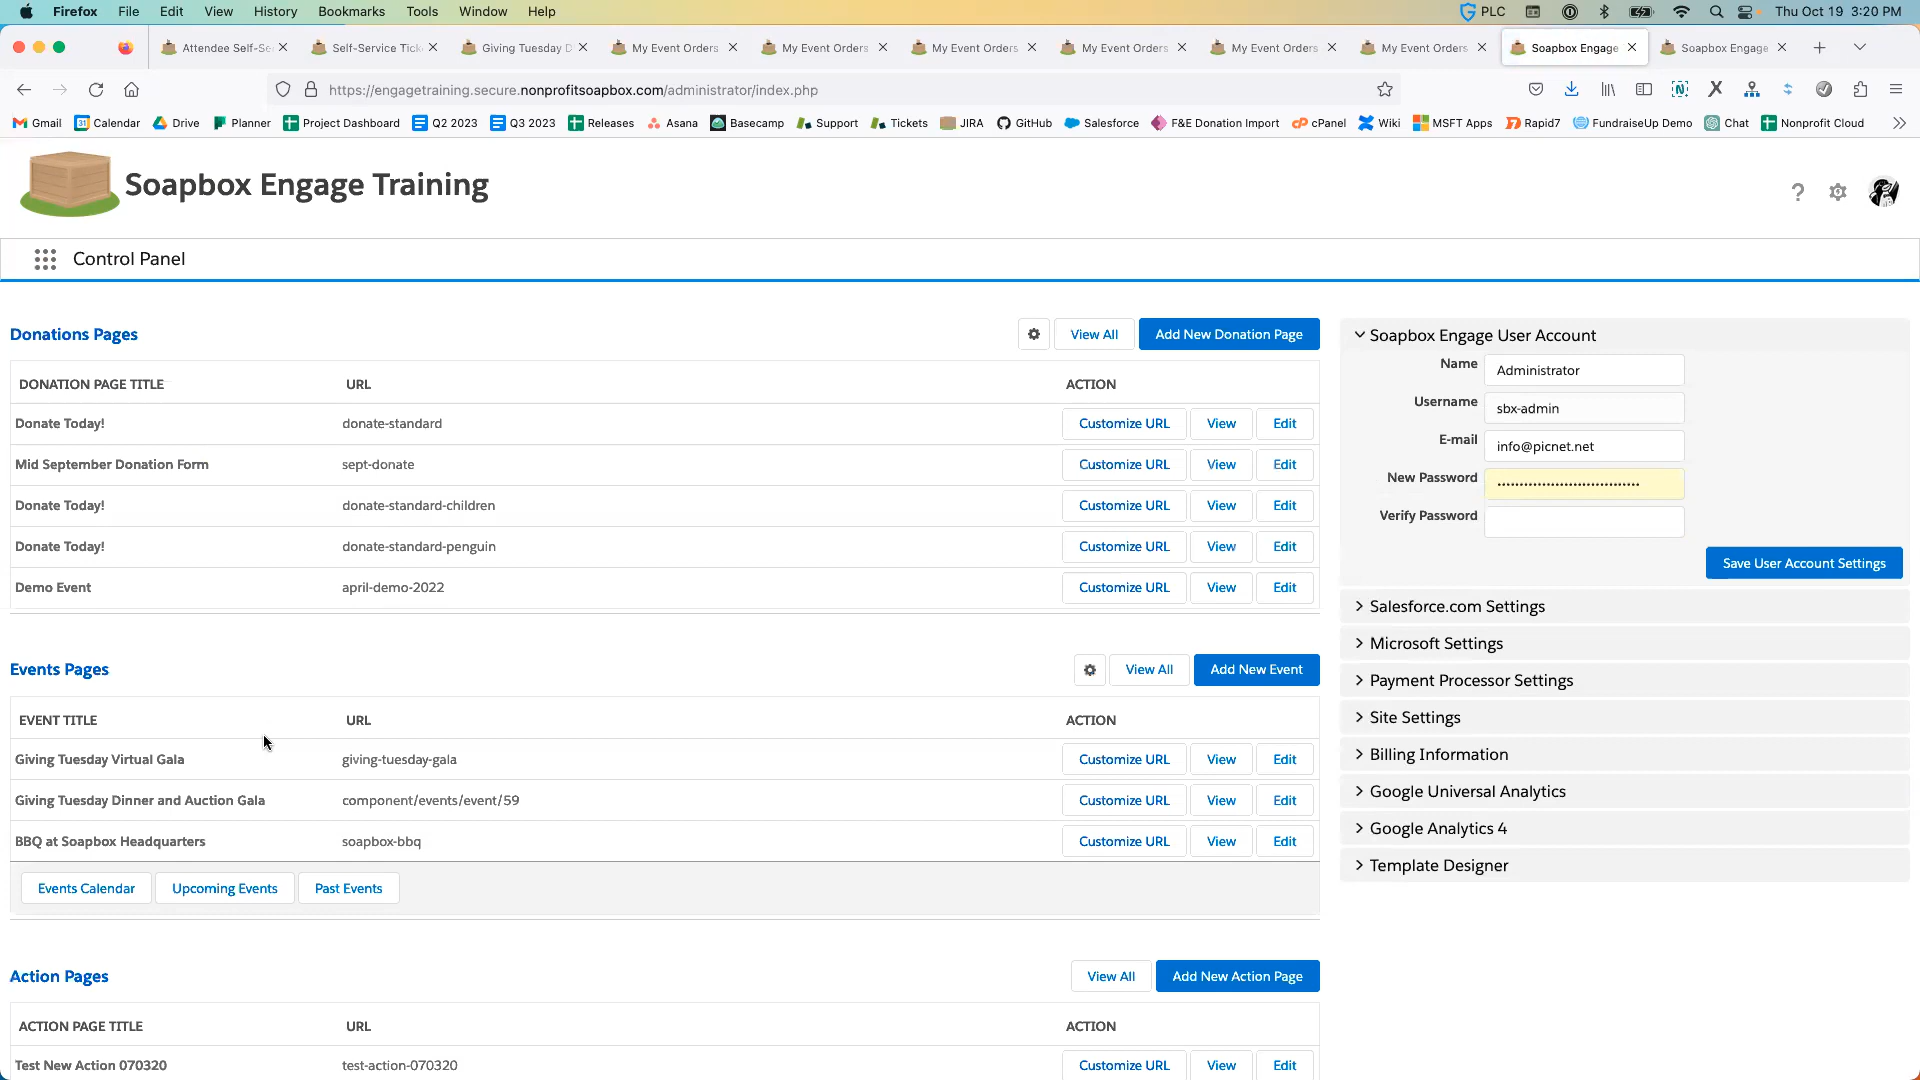 Firefox File Edit View History Bookmarks Tools Window Help PLC Thu Oct 19 3:20 PM
Attendee Self-Se Self-Service Tick Giving Tuesday D My Event Orders My Event Orders My Event Orders My Event Orders My Event Orders My Event Orders Soapbox Engage Soapbox Engage
https://engagetraining.secure.nonprofitsoapbox.com/administrator/index.php
Gmail Calendar Drive Planner Project Dashboard Q2 2023 Q3 2023 Releases Asana Basecamp Support Tickets JIRA GitHub Salesforce F&E Donation Import cPanel Wiki MSFT Apps Rapid7 FundraiseUp Demo Chat Nonprofit Cloud
Soapbox Engage Training
Control Panel
Donations Pages View All Add New Donation Page
DONATION PAGE TITLE URL ACTION
Donate Today! donate-standard Customize URL View Edit
Mid September Donation Form sept-donate Customize URL View Edit
Donate Today! donate-standard-children Customize URL View Edit
Donate Today! donate-standard-penguin Customize URL View Edit
Demo Event april-demo-2022 Customize URL View Edit
Events Pages View All Add New Event
EVENT TITLE URL ACTION
Giving Tuesday Virtual Gala giving-tuesday-gala Customize URL View Edit
Giving Tuesday Dinner and Auction Gala component/events/event/59 Customize URL View Edit
BBQ at Soapbox Headquarters soapbox-bbq Customize URL View Edit
Events Calendar Upcoming Events Past Events
Action Pages View All Add New Action Page
ACTION PAGE TITLE URL ACTION
Test New Action 070320 test-action-070320 Customize URL View Edit
Soapbox Engage User Account
Name Administrator
Username sbx-admin
E-mail info@picnet.net
New Password
Verify Password
Save User Account Settings
Salesforce.com Settings
Microsoft Settings
Payment Processor Settings
Site Settings
Billing Information
Google Universal Analytics
Google Analytics 4
Template Designer